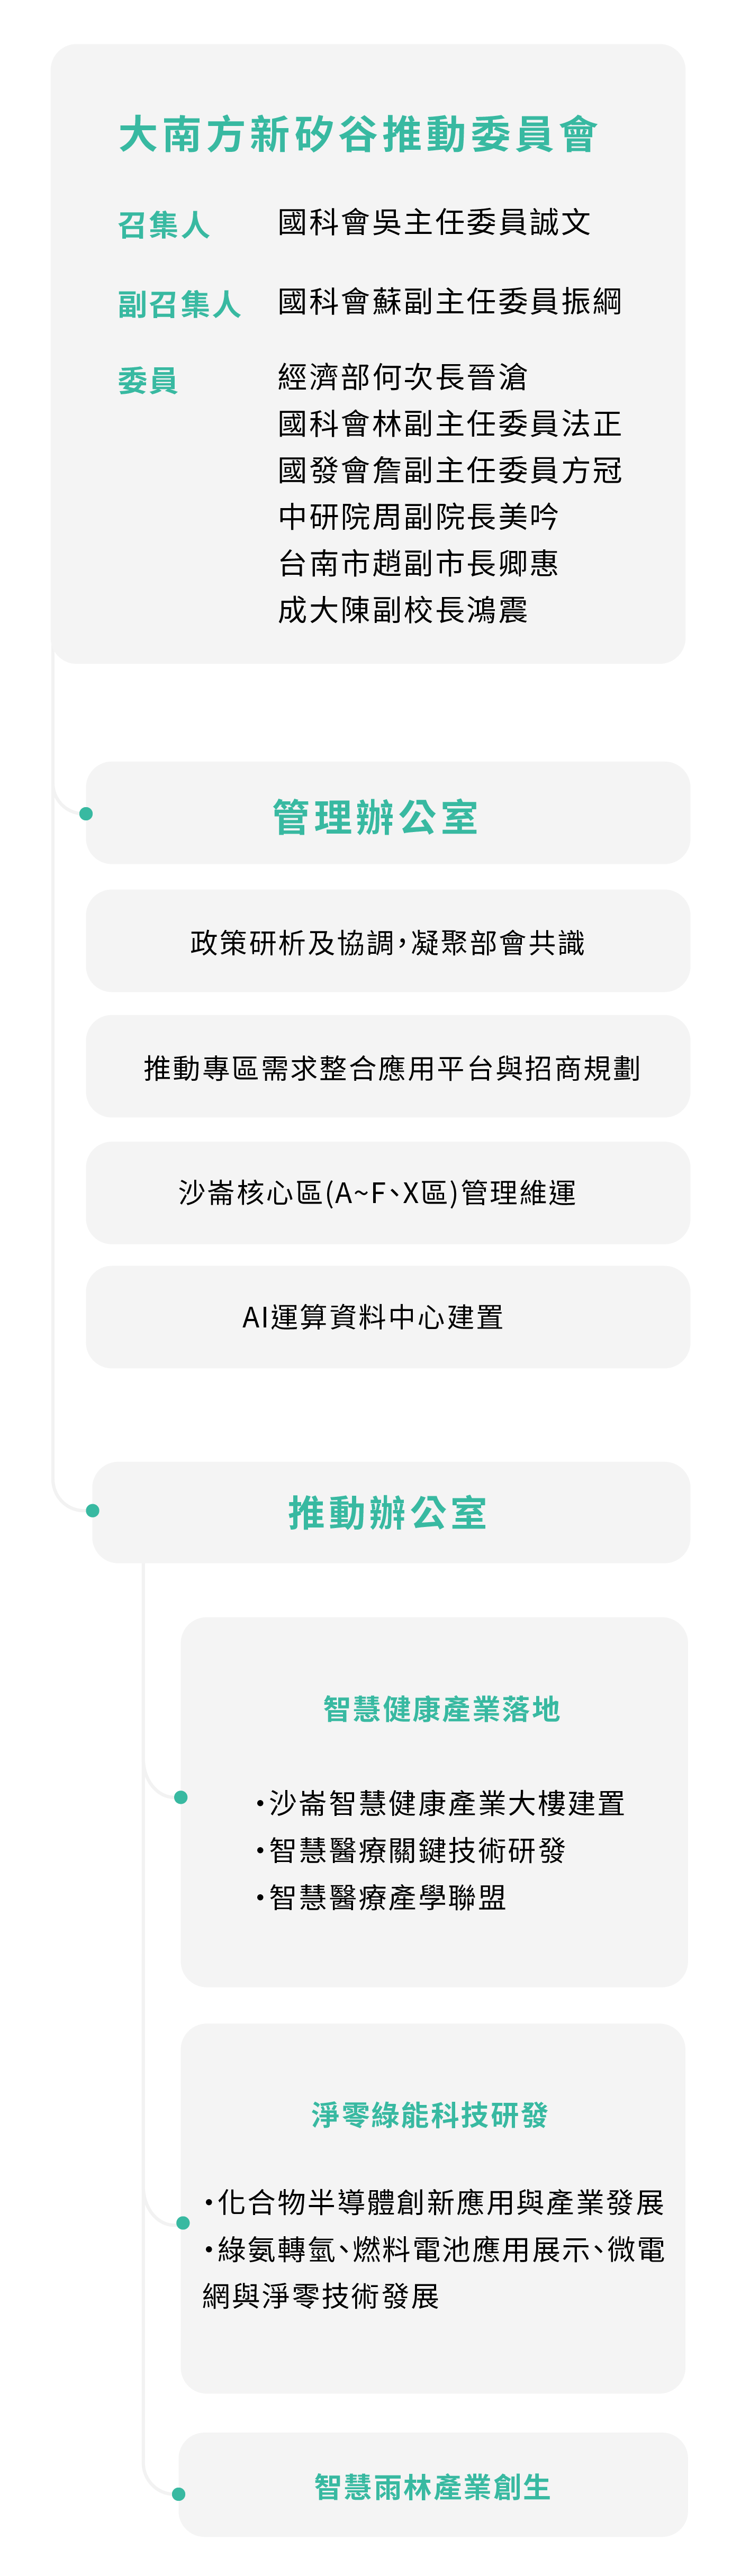 大南方新矽谷推動委員會
召集人 國科會吳主任委員誠文
副召集人 國科會蘇副主任委員振綱
委員 經濟部何次長晉滄
國科會林副主任委員法正
國發會詹副主任委員方冠
中研院周副院長美吟
台南市趙副市長卿惠
成大陳副校長鴻震
管理辦公室
政策研析及協調，凝聚部會共識
推動專區需求整合應用平台與招商規劃
沙崙核心區(A~F、X區)管理維運
AI運算資料中心建置
推動辦公室
智慧健康產業落地
・沙崙智慧健康產業大樓建置
・智慧醫療關鍵技術研發
・智慧醫療產學聯盟
淨零綠能科技研發
・化合物半導體創新應用與產業發展
・綠氨轉氫、燃料電池應用展示、微電
網與淨零技術發展
智慧雨林產業創生